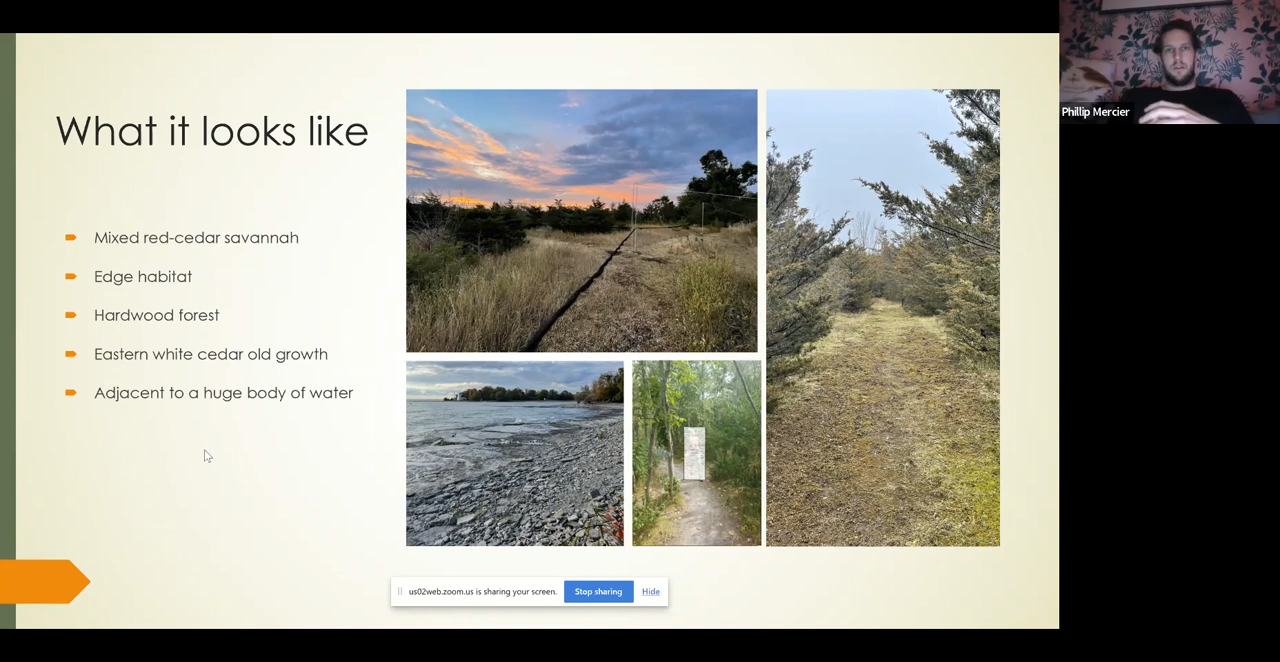 What it looks like
Mixed red-cedar savannah
Edge habitat
Hardwood forest
Eastern white cedar old growth
Adjacent to a huge body of water
us02web.zoom.us is sharing your screen.
Stop sharing
Hide
Phillip Mercier